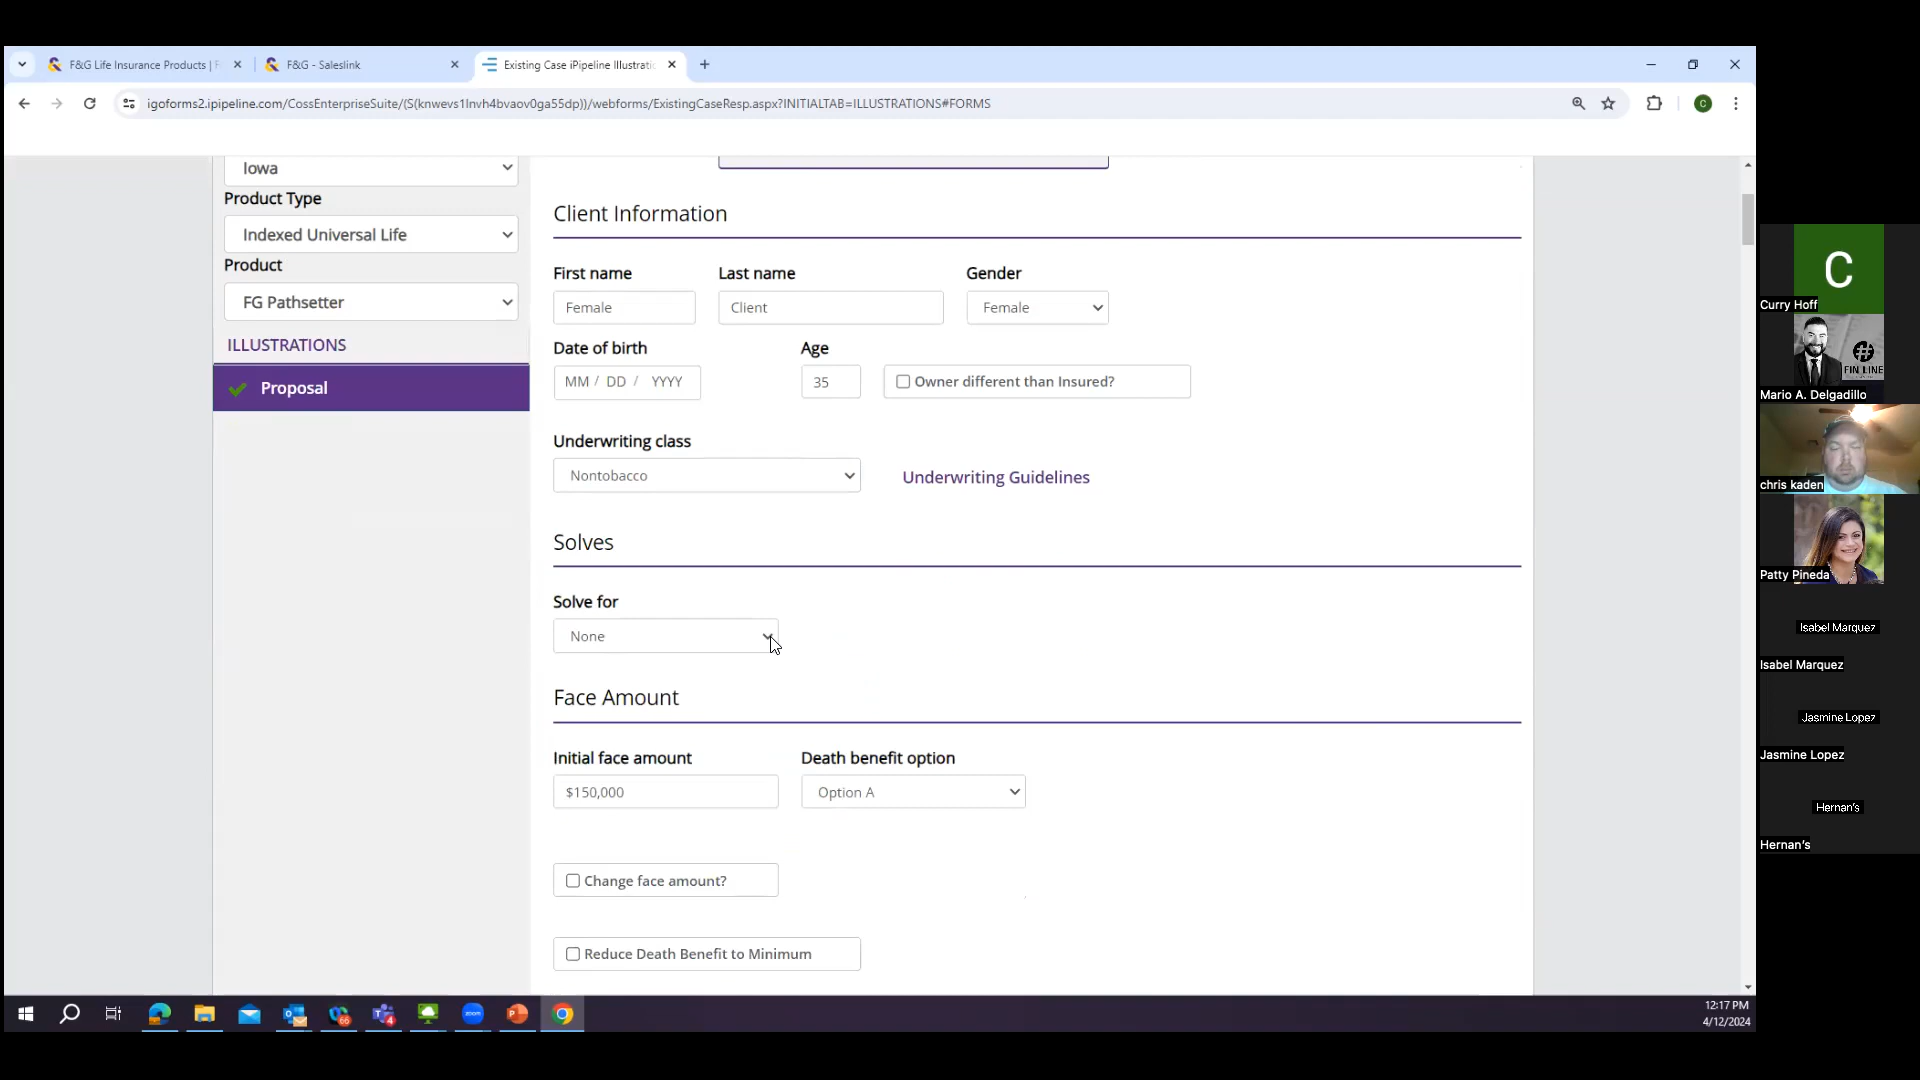 F&G Life Insurance Products | F
F&G - Saleslink
Existing Case iPipeline Illustratio
igoforms2.ipipeline.com/CossEnterpriseSuite/(S(knwevs1lnvh4bvaov0ga55dp))/webforms/ExistingCaseResp.aspx?INITIALTAB=ILLUSTRATIONS#FORMS
C
Iowa
Product Type
Indexed Universal Life
Product
FG Pathsetter
ILLUSTRATIONS
Proposal
Client Information
First name
Last name
Gender
Female
Client
Female
Date of birth
Age
MM / DD / YYYY
35
Owner different than Insured?
Underwriting class
Nontobacco
Underwriting Guidelines
Solves
Solve for
None
Face Amount
Initial face amount
Death benefit option
$150,000
Option A
Change face amount?
Reduce Death Benefit to Minimum
C
Curry Hoff
FIN LINE
Mario A. Delgadillo
chris kaden
Patty Pineda
Isabel Marquez
Isabel Marquez
Jasmine Lopez
Jasmine Lopez
Hernan's
Hernan's
66
4
zoom
12:17 PM
4/12/2024